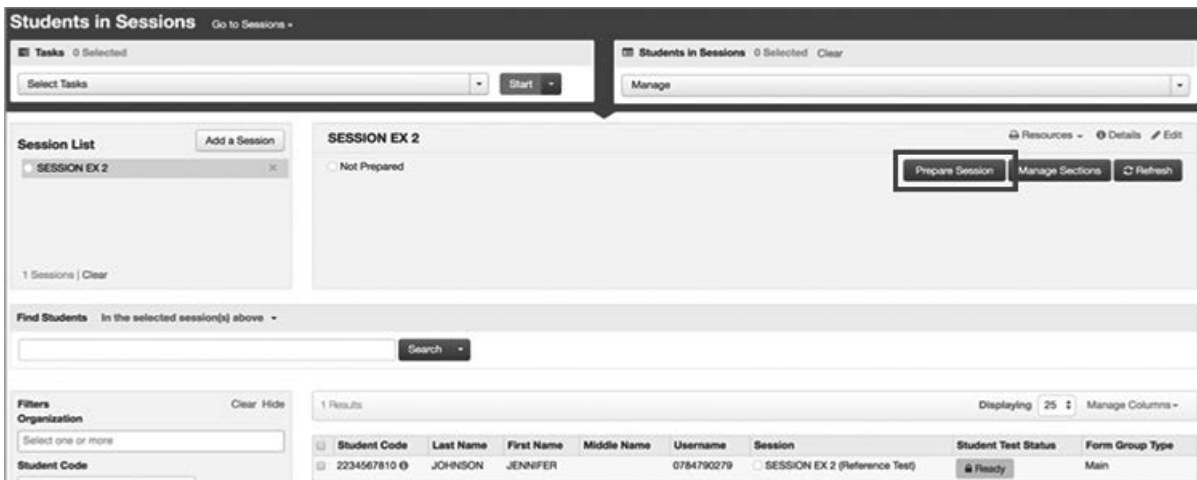 Students in Sessions Go to Sessions
Tasks 0 Selected
Students in Sessions 0 Selected Clear
Select Tasks
Start
Manage
Session List
Add a Session
SESSION EX 2
1 Sessions | Clear
SESSION EX 2
Resources Details Edit
Not Prepared
Prepare Session Manage Sections Refresh
Find Students In the selected session(s) above
Search
Filters Clear Hide
Organization
Select one or more
Student Code
1 Results Displaying 25 Manage Columns
Student Code Last Name First Name Middle Name Username Session Student Test Status Form Group Type
2234567810 JOHNSON JENNIFER 0784790279 SESSION EX 2 (Reference Test) Ready Main